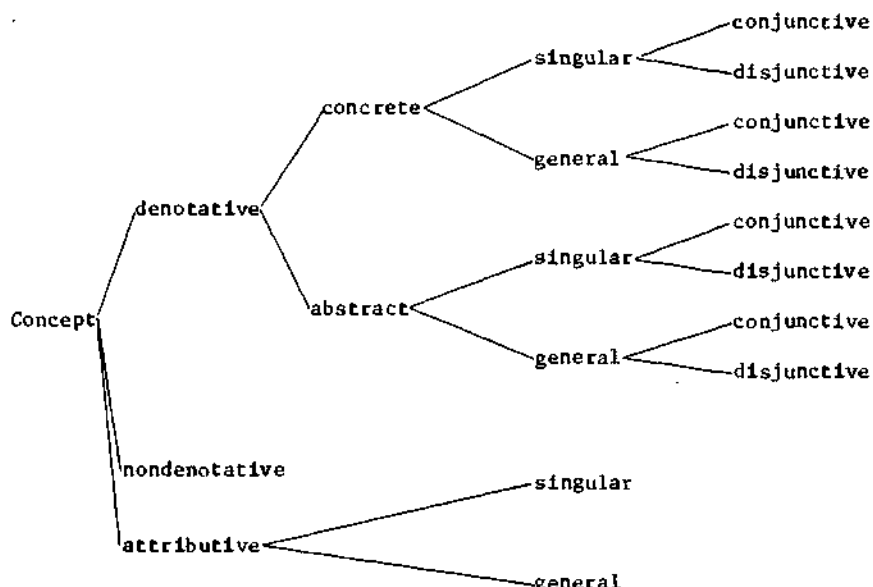 conjunctive
singular
disjunctive
concrete
conjunctive
general
disjunctive
denotative
conjunctive
singular
disjunctive
abstract
Concept
conjunctive
general
disjunctive
nondenotative
singular
attributive
general